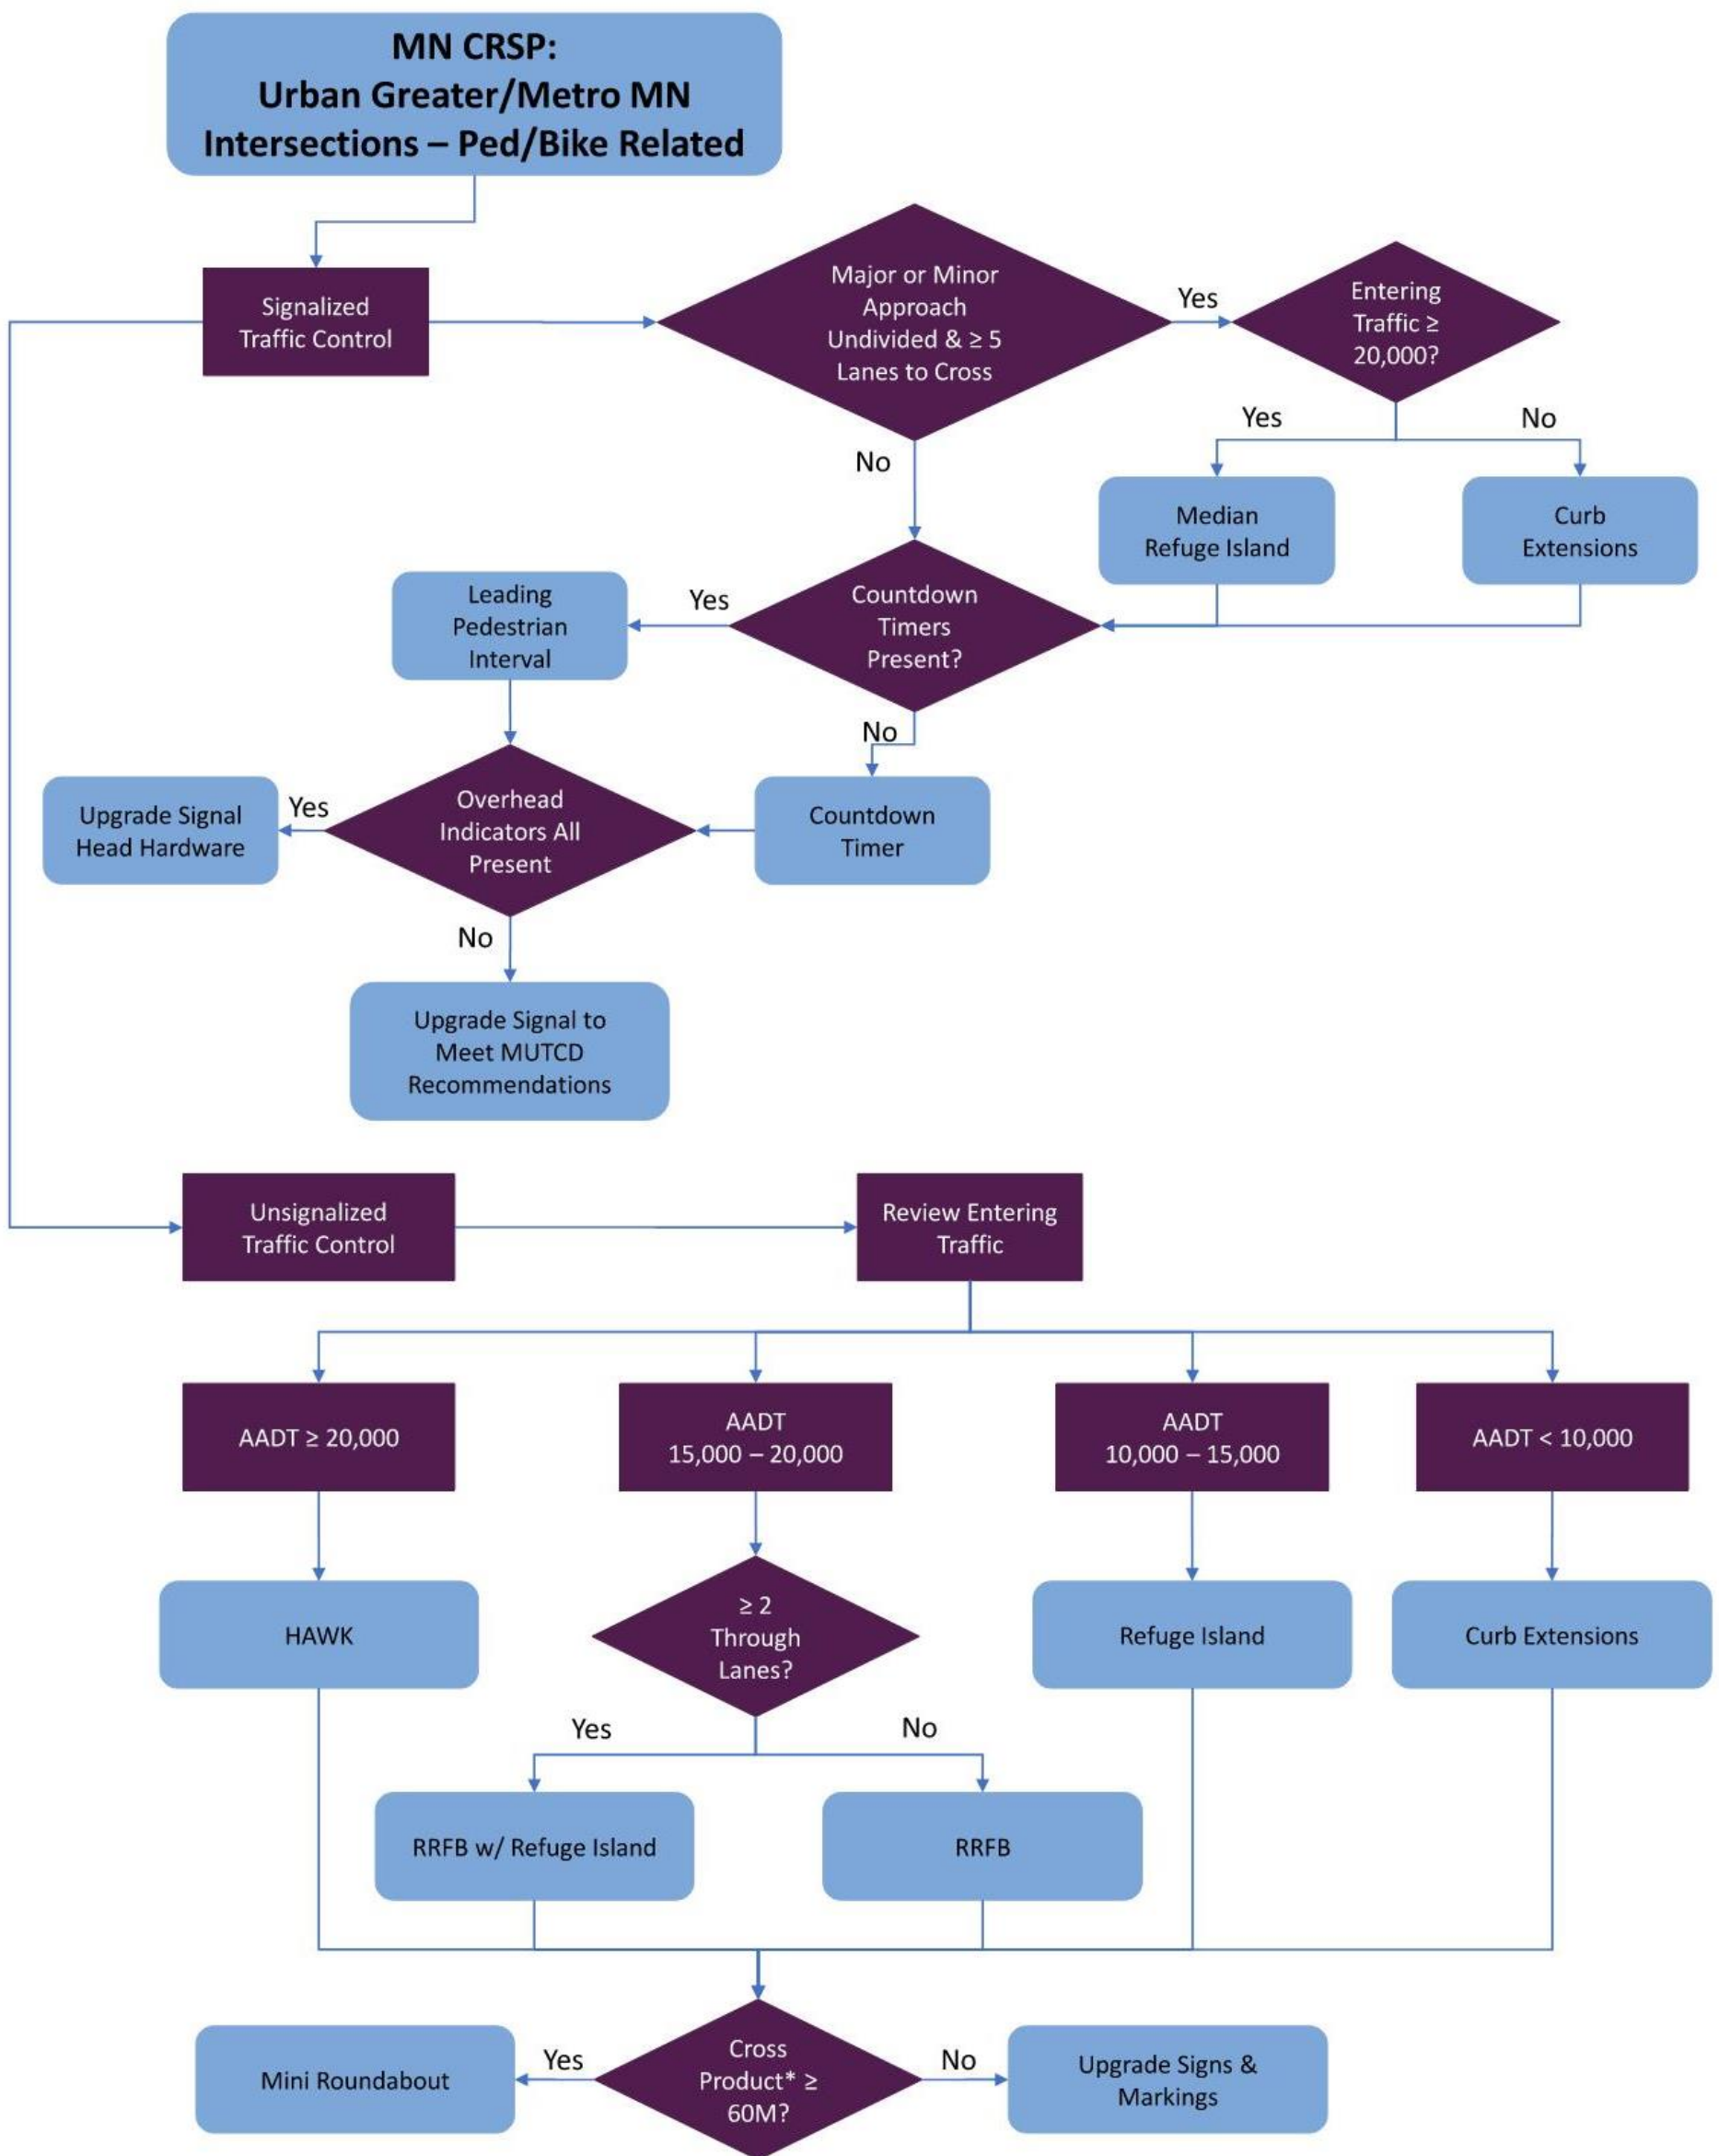 MN CRSP:
Urban Greater/Metro MN
Intersections – Ped/Bike Related
Signalized
Traffic Control
Major or Minor
Approach
Undivided & ≥ 5
Lanes to Cross
Yes
Entering
Traffic ≥
20,000?
Yes
No
No
Median
Refuge Island
Curb
Extensions
Leading
Pedestrian
Interval
Yes
Countdown
Timers
Present?
No
Upgrade Signal
Head Hardware
Yes
Overhead
Indicators All
Present
Countdown
Timer
No
Upgrade Signal to
Meet MUTCD
Recommendations
Unsignalized
Traffic Control
Review Entering
Traffic
AADT ≥ 20,000
AADT
15,000 – 20,000
AADT
10,000 – 15,000
AADT < 10,000
HAWK
≥ 2
Through
Lanes?
Refuge Island
Curb Extensions
Yes
No
RRFB w/ Refuge Island
RRFB
Mini Roundabout
Yes
Cross
Product* ≥
60M?
No
Upgrade Signs &
Markings